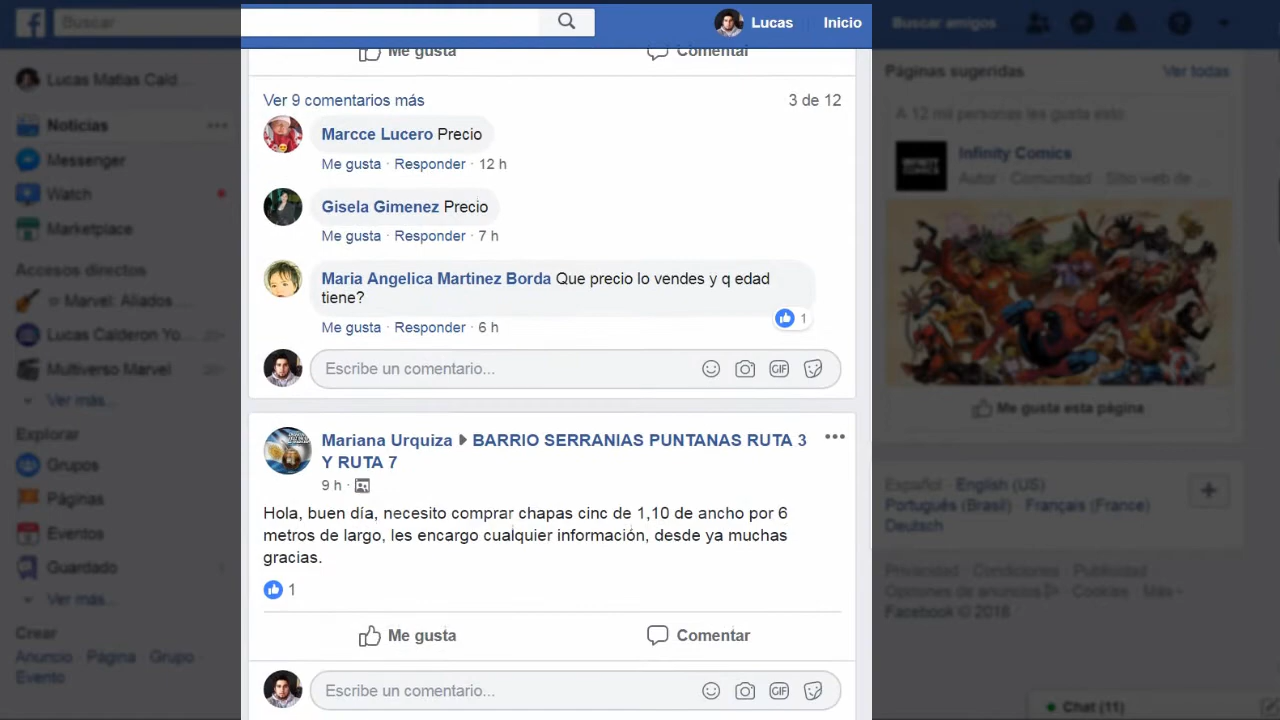 Buscar
Lucas
Inicio
Buscar amigos
Me gusta
Comentar
Ver 9 comentarios más
3 de 12
Marcce Lucero Precio
Me gusta · Responder · 12 h
Gisela Gimenez Precio
Me gusta · Responder · 7 h
Maria Angelica Martinez Borda Que precio lo vendes y q edad
tiene?
1
Me gusta · Responder · 6 h
Escribe un comentario...
GIF
Mariana Urquiza BARRIO SERRANIAS PUNTANAS RUTA 3
Y RUTA 7
9 h ·
Hola, buen día, necesito comprar chapas cinc de 1,10 de ancho por 6
metros de largo, les encargo cualquier información, desde ya muchas
gracias.
1
Me gusta
Comentar
Escribe un comentario...
GIF
Lucas Matias Cald...
Noticias
Messenger
Watch
Marketplace
Accesos directos
Marvel: Aliados ...
Lucas Calderon Yo...
Multiverso Marvel
Ver más...
Explorar
Grupos
Páginas
Eventos
Guardado
Ver más...
Crear
Anuncio · Página · Grupo ·
Evento
Páginas sugeridas
Ver todas
A 12 mil personas les gusta esto.
Infinity Comics
Autor · Comunidad · Sitio web de ...
Me gusta esta página
Español · English (US) ·
Português (Brasil) · Français (France) ·
Deutsch
Privacidad · Condiciones · Publicidad ·
Opciones de anuncios · Cookies · Más
Facebook © 2018
Chat (11)